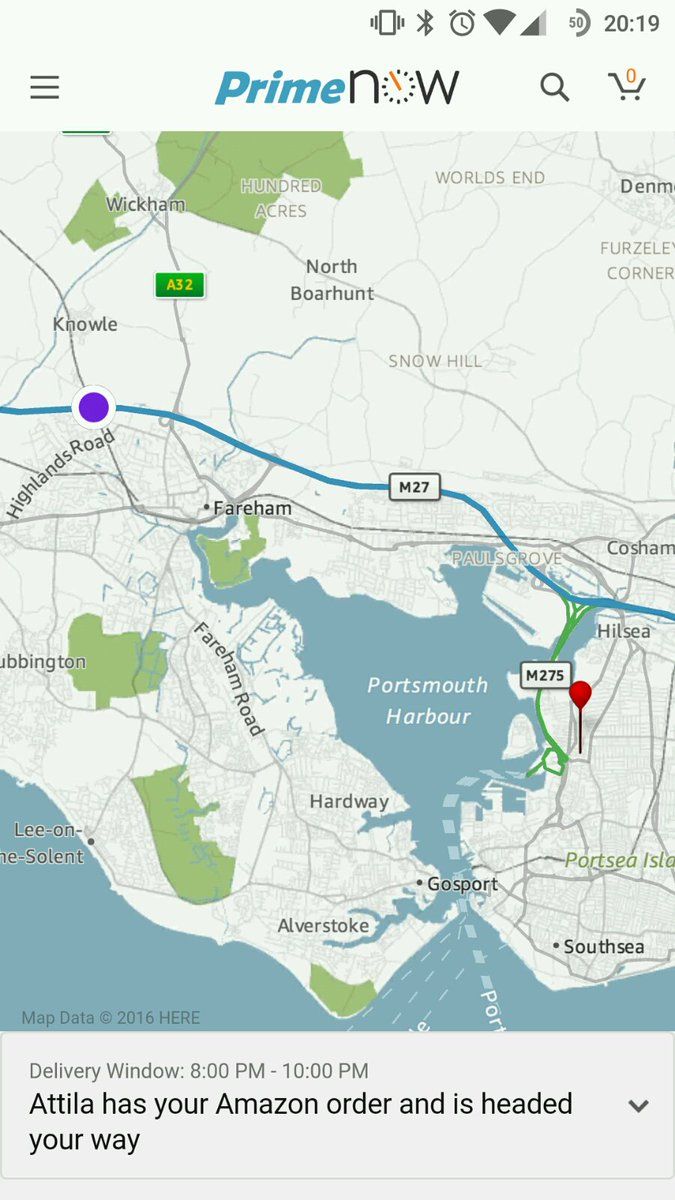 50 20:19
Prime now 0
Wickham
HUNDRED
ACRES
WORLDS END
Denm
FURZELEY
CORNER
A32
North
Boarhunt
Knowle
SNOW HILL
Highlands Road
M27
Fareham
PAULSGROVE
Cosham
Hilsea
ubbington
Fareham Road
M275
Portsmouth
Harbour
Hardway
Lee-on-
he-Solent
Portsea Isla
Gosport
Alverstoke
Southsea
Port
le
Map Data © 2016 HERE
Delivery Window: 8:00 PM - 10:00 PM
Attila has your Amazon order and is headed
your way